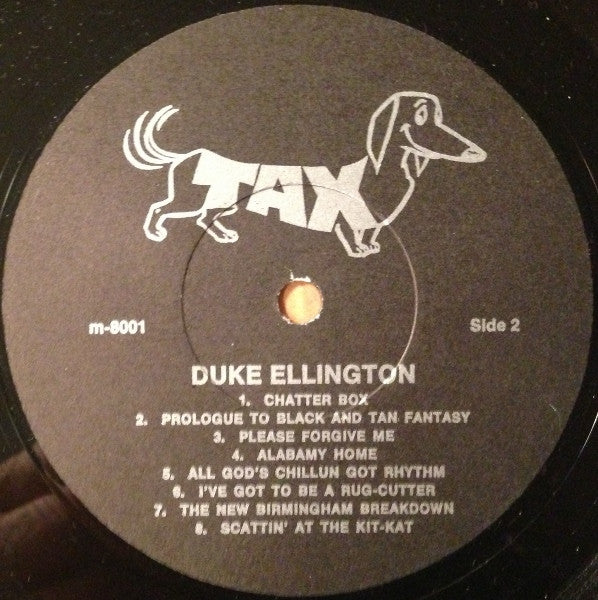 TAX
m-8001
Side 2
DUKE ELLINGTON
1. CHATTER BOX
2. PROLOGUE TO BLACK AND TAN FANTASY
3. PLEASE FORGIVE ME
4. ALABAMY HOME
5. ALL GOD'S CHILLUN GOT RHYTHM
6. I'VE GOT TO BE A RUG-CUTTER
7. THE NEW BIRMINGHAM BREAKDOWN
8. SCATTIN' AT THE KIT-KAT